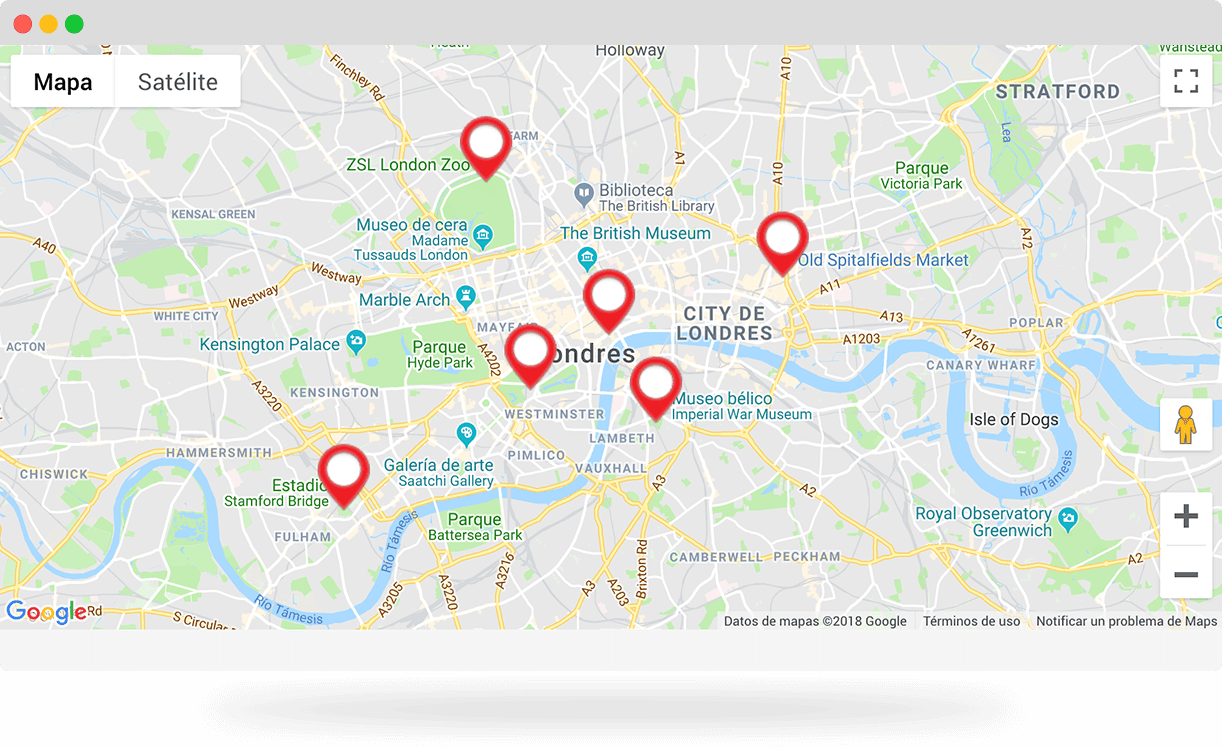 Heath
Holloway
Wanstead
Mapa
Satélite
Finchley Rd
A10
STRATFORD
Lea
FARM
ZSL London Zoo
A1
A10
Parque
Victoria Park
Biblioteca
The British Library
KENSAL GREEN
Museo de cera
Madame
Tussauds London
The British Museum
A12
A40
Old Spitalfields Market
Westway
Westway
A11
Marble Arch
WHITE CITY
MAYFAIR
CITY DE
LONDRES
A13
POPLAR
ACTON
Kensington Palace
Parque
Hyde Park
A4202
ondres
A1203
A1261
CANARY WHARF
A3220
KENSINGTON
Museo bélico
Imperial War Museum
WESTMINSTER
Isle of Dogs
LAMBETH
HAMMERSMITH
PIMLICO
Galería de arte
Saatchi Gallery
VAUXHALL
CHISWICK
A3
A2
Río Támesis
Estadio
Stamford Bridge
Parque
Battersea Park
Royal Observatory
Greenwich
FULHAM
Río Támesis
CAMBERWELL
PECKHAM
A2
Brixton Rd
A3216
A3220
A3205
A3
A203
Río Támesis
Google
Rd
S Circular
Datos de mapas ©2018 Google
Términos de uso
Notificar un problema de Maps